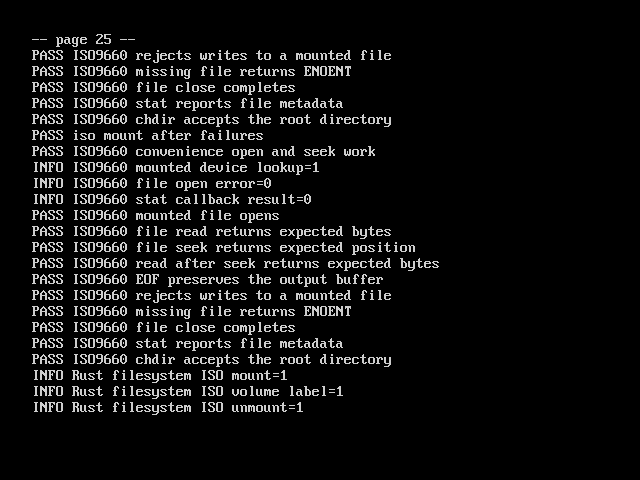 -- page 25 --
PASS ISO9660 rejects writes to a mounted file
PASS ISO9660 missing file returns ENOENT
PASS ISO9660 file close completes
PASS ISO9660 stat reports file metadata
PASS ISO9660 chdir accepts the root directory
PASS iso mount after failures
PASS ISO9660 convenience open and seek work
INFO ISO9660 mounted device lookup=1
INFO ISO9660 file open error=0
INFO ISO9660 stat callback result=0
PASS ISO9660 mounted file opens
PASS ISO9660 file read returns expected bytes
PASS ISO9660 file seek returns expected position
PASS ISO9660 read after seek returns expected bytes
PASS ISO9660 EOF preserves the output buffer
PASS ISO9660 rejects writes to a mounted file
PASS ISO9660 missing file returns ENOENT
PASS ISO9660 file close completes
PASS ISO9660 stat reports file metadata
PASS ISO9660 chdir accepts the root directory
INFO Rust filesystem ISO mount=1
INFO Rust filesystem ISO volume label=1
INFO Rust filesystem ISO unmount=1